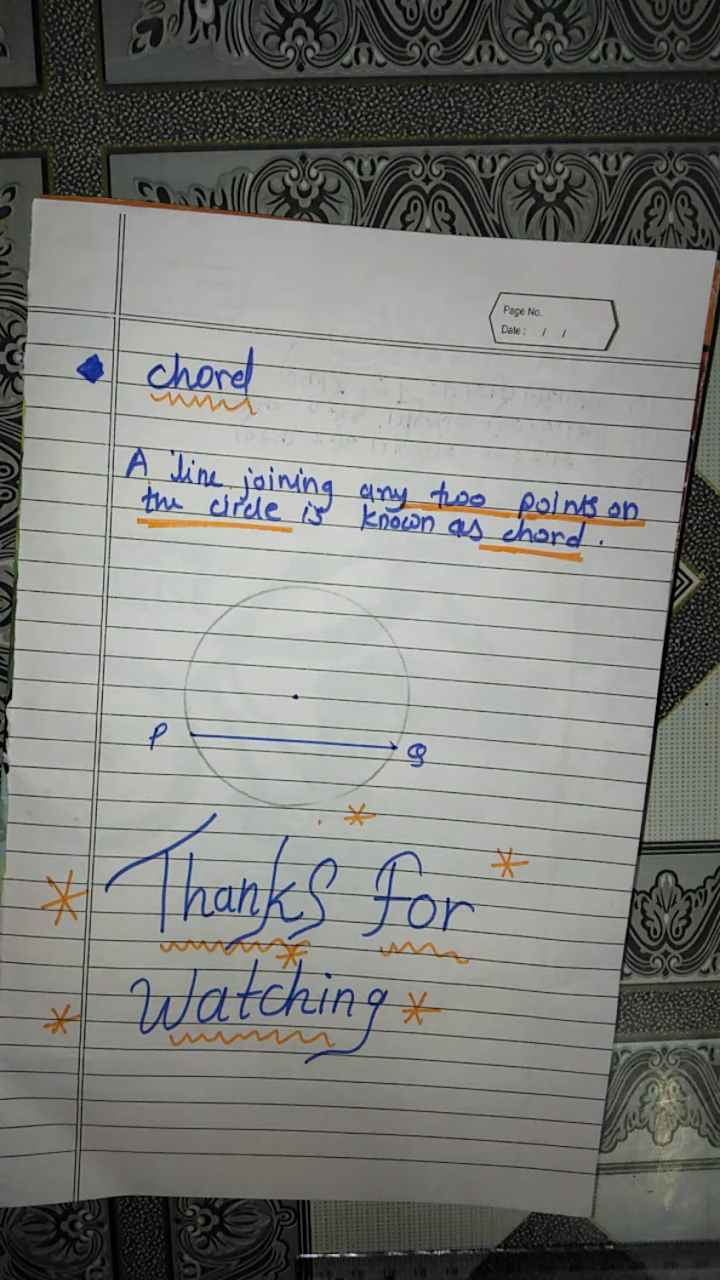 Page No.
Date : / /
chord
A line joining any two points on
the circle is known as chord.
P
Q
Thanks For
Watching